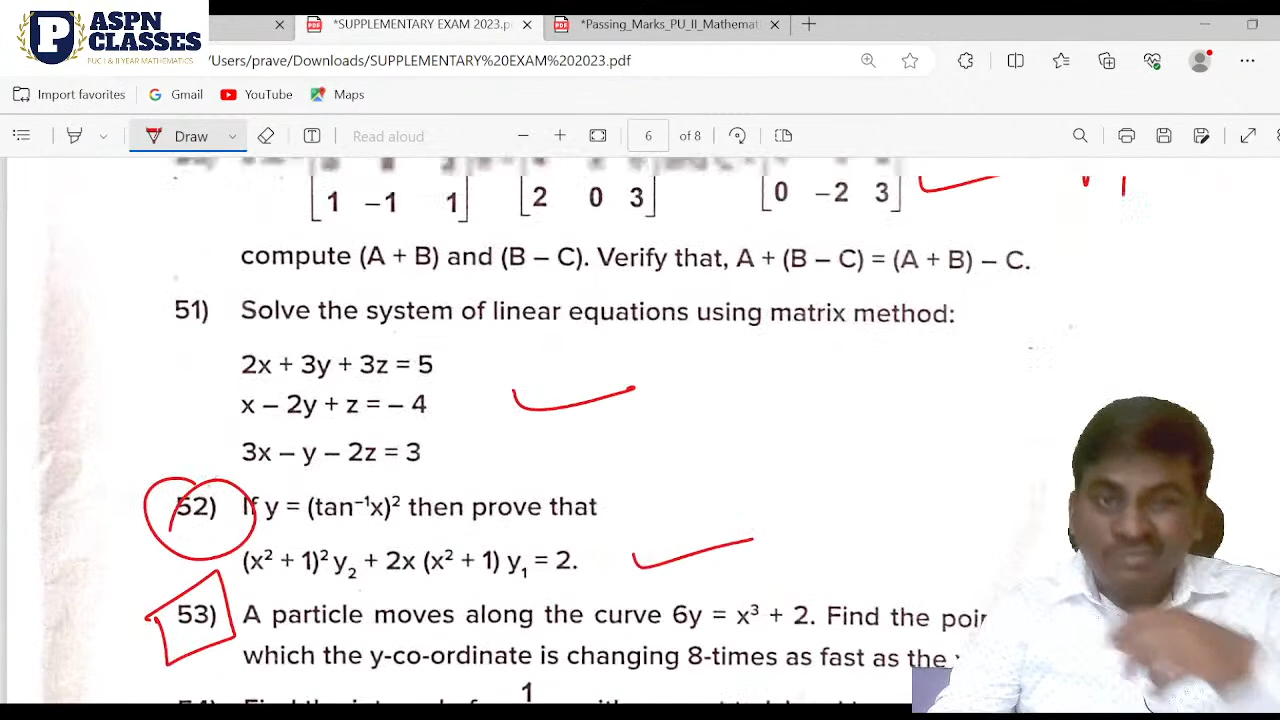 ASPN
CLASSES
PUC I & II YEAR MATHEMATICS
*SUPPLEMENTARY EXAM 2023.p
*Passing_Marks_PU_II_Mathemat
/Users/prave/Downloads/SUPPLEMENTARY%20EXAM%202023.pdf
Import favorites
Gmail
YouTube
Maps
Draw
Read aloud
6
of 8
1 −1 1
2 0 3
0 −2 3
compute (A + B) and (B – C). Verify that, A + (B – C) = (A + B) – C.
51) Solve the system of linear equations using matrix method:
2x + 3y + 3z = 5
x – 2y + z = – 4
3x – y – 2z = 3
52) If y = (tan⁻¹x)² then prove that
(x² + 1)² y₂ + 2x (x² + 1) y₁ = 2.
53) A particle moves along the curve 6y = x³ + 2. Find the
which the y-co-ordinate is changing 8-times as fast as the
1